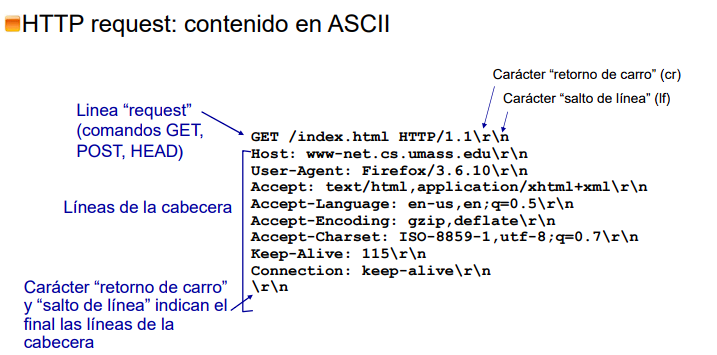 HTTP request: contenido en ASCII
Carácter “retorno de carro” (cr)
Carácter “salto de línea” (lf)
Linea “request”
(comandos GET,
POST, HEAD)
GET /index.html HTTP/1.1\r\n
Host: www-net.cs.umass.edu\r\n
User-Agent: Firefox/3.6.10\r\n
Accept: text/html,application/xhtml+xml\r\n
Accept-Language: en-us,en;q=0.5\r\n
Accept-Encoding: gzip,deflate\r\n
Accept-Charset: ISO-8859-1,utf-8;q=0.7\r\n
Keep-Alive: 115\r\n
Connection: keep-alive\r\n
\r\n
Líneas de la cabecera
Carácter “retorno de carro”
y “salto de línea” indican el
final las líneas de la
cabecera